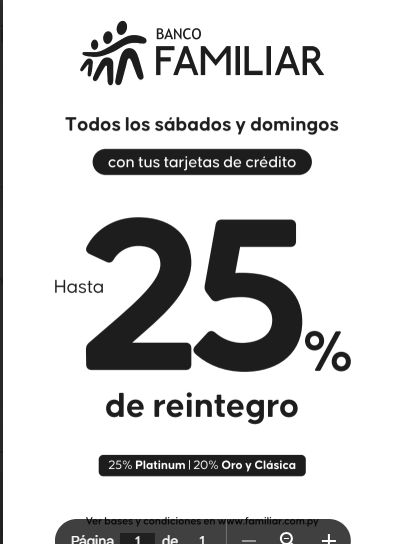 BANCO
FAMILIAR
Todos los sábados y domingos
con tus tarjetas de crédito
Hasta
25%
de reintegro
25% Platinum | 20% Oro y Clásica
Ver bases y condiciones en www.familiar.com.py
Página 1 de 1